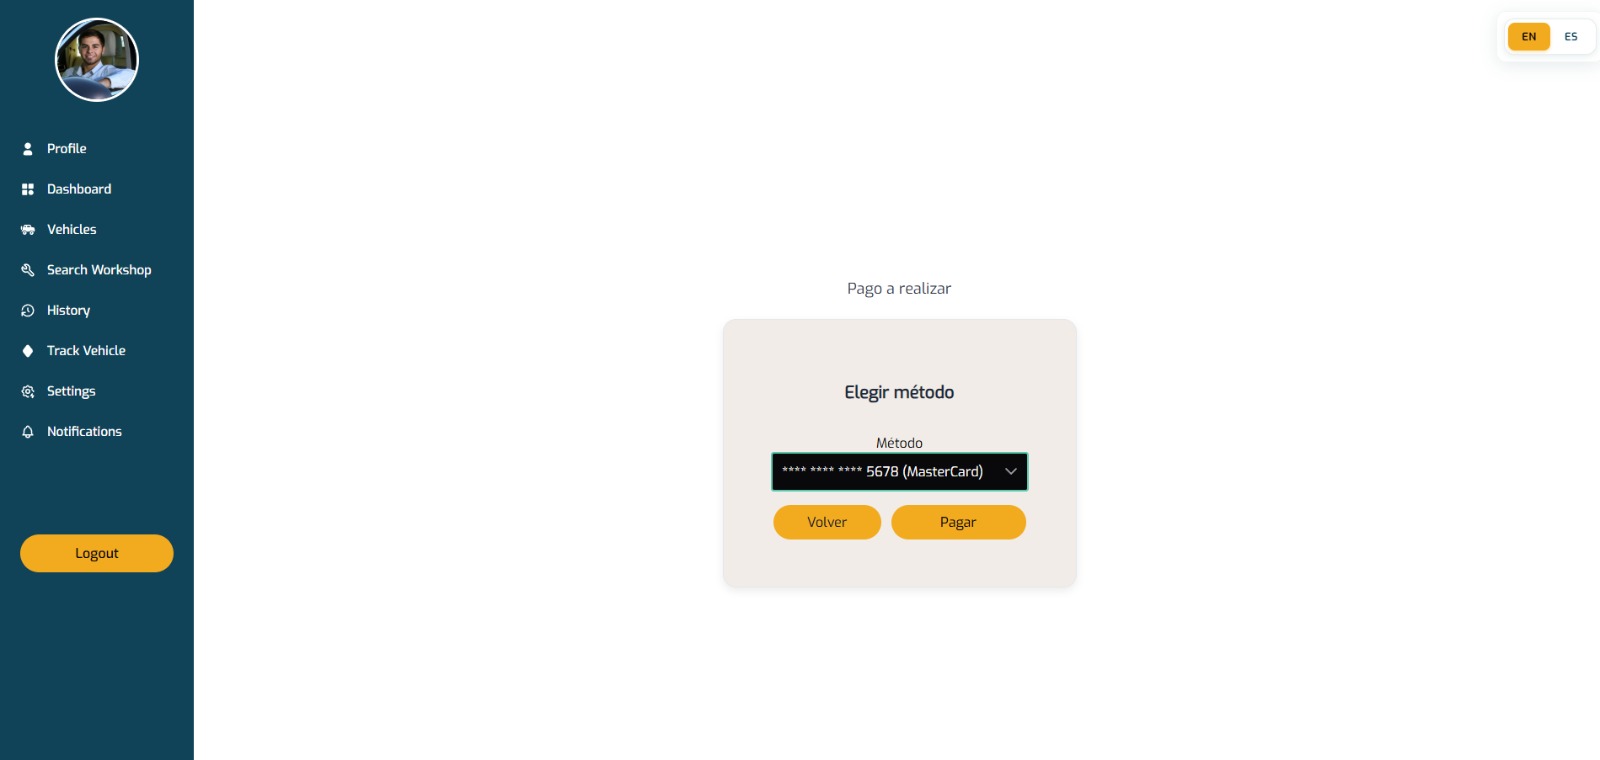 EN ES
Profile
Dashboard
Vehicles
Search Workshop
History
Track Vehicle
Settings
Notifications
Logout
Pago a realizar
Elegir método
Método
**** **** **** 5678 (MasterCard)
Volver Pagar